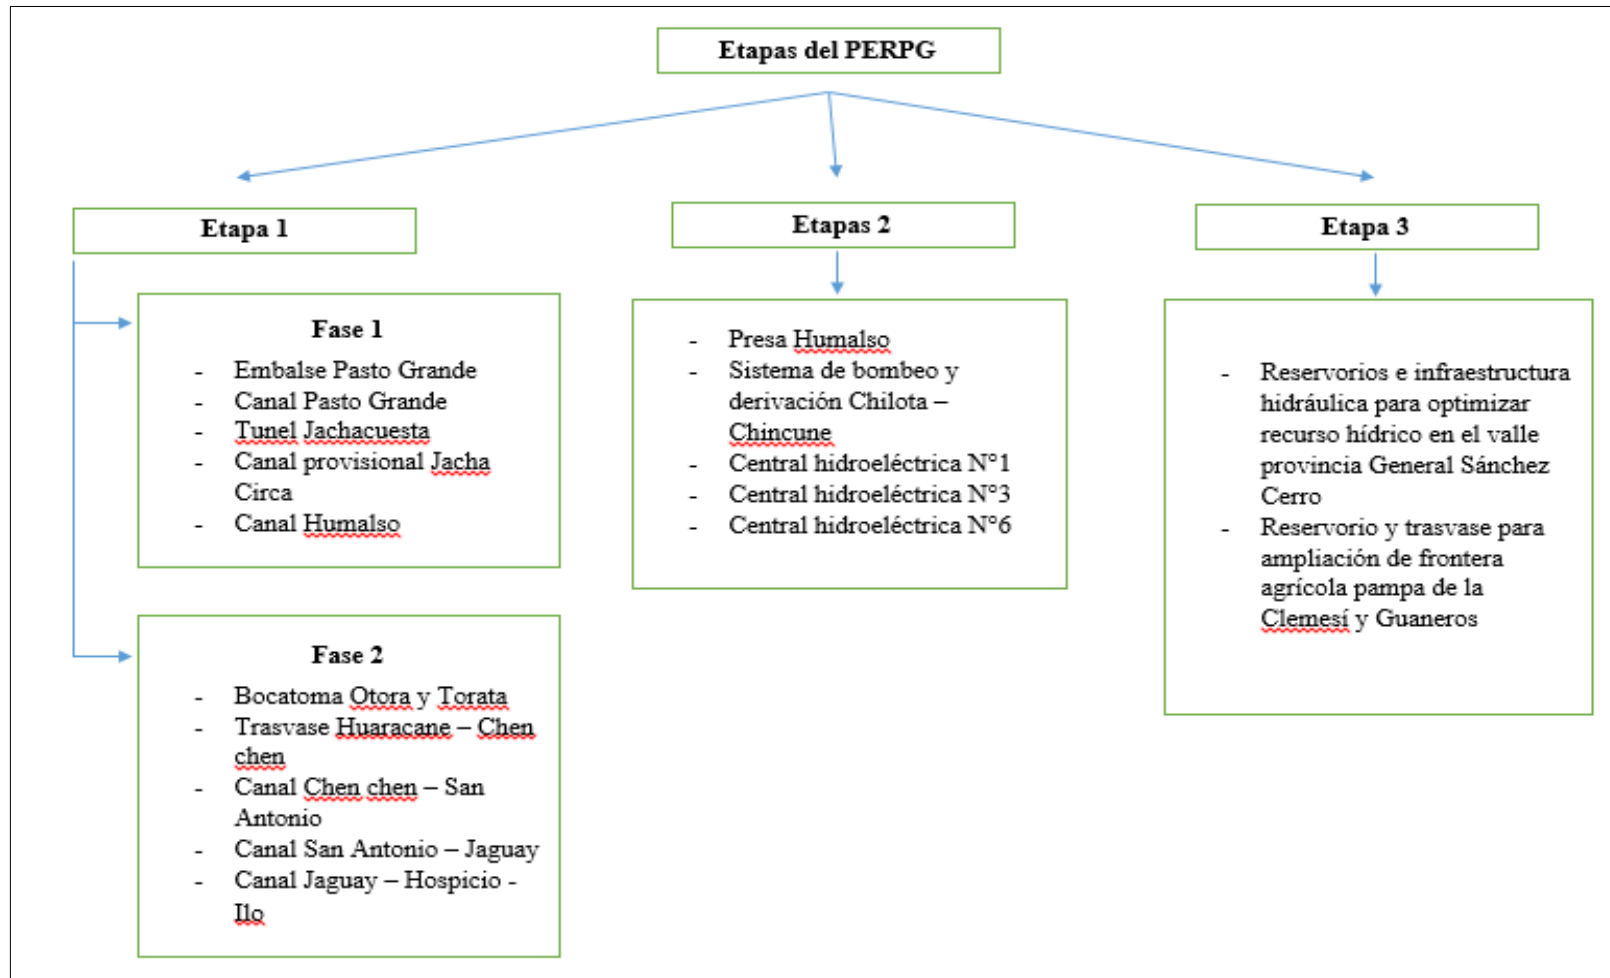 Etapas del PERPG
Etapa 1
Fase 1
- Embalse Pasto Grande
- Canal Pasto Grande
- Tunel Jachacuesta
- Canal provisional Jacha
Circa
- Canal Humalso
Fase 2
- Bocatoma Otora y Torata
- Trasvase Huaracane – Chen
chen
- Canal Chen chen – San
Antonio
- Canal San Antonio – Jaguay
- Canal Jaguay – Hospicio -
Ilo
Etapas 2
- Presa Humalso
- Sistema de bombeo y
derivación Chilota –
Chincune
- Central hidroeléctrica N°1
- Central hidroeléctrica N°3
- Central hidroeléctrica N°6
Etapa 3
- Reservorios e infraestructura
hidráulica para optimizar
recurso hídrico en el valle
provincia General Sánchez
Cerro
- Reservorio y trasvase para
ampliación de frontera
agrícola pampa de la
Clemesí y Guaneros